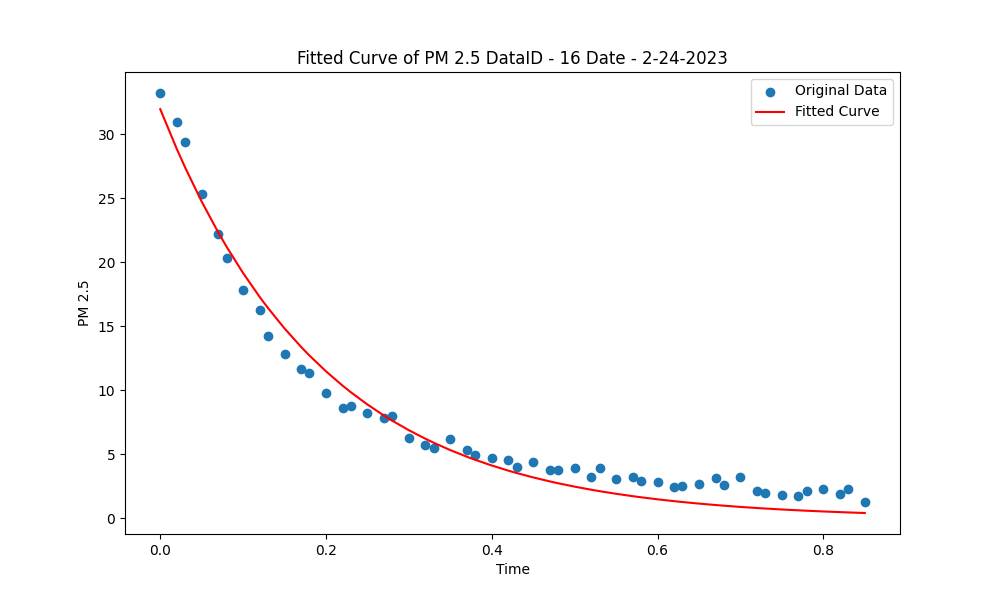 Fitted Curve of PM 2.5 DataID - 16 Date - 2-24-2023
Original Data
Fitted Curve
30
25
20
15
10
5
0
PM 2.5
0.0
0.2
0.4
0.6
0.8
Time